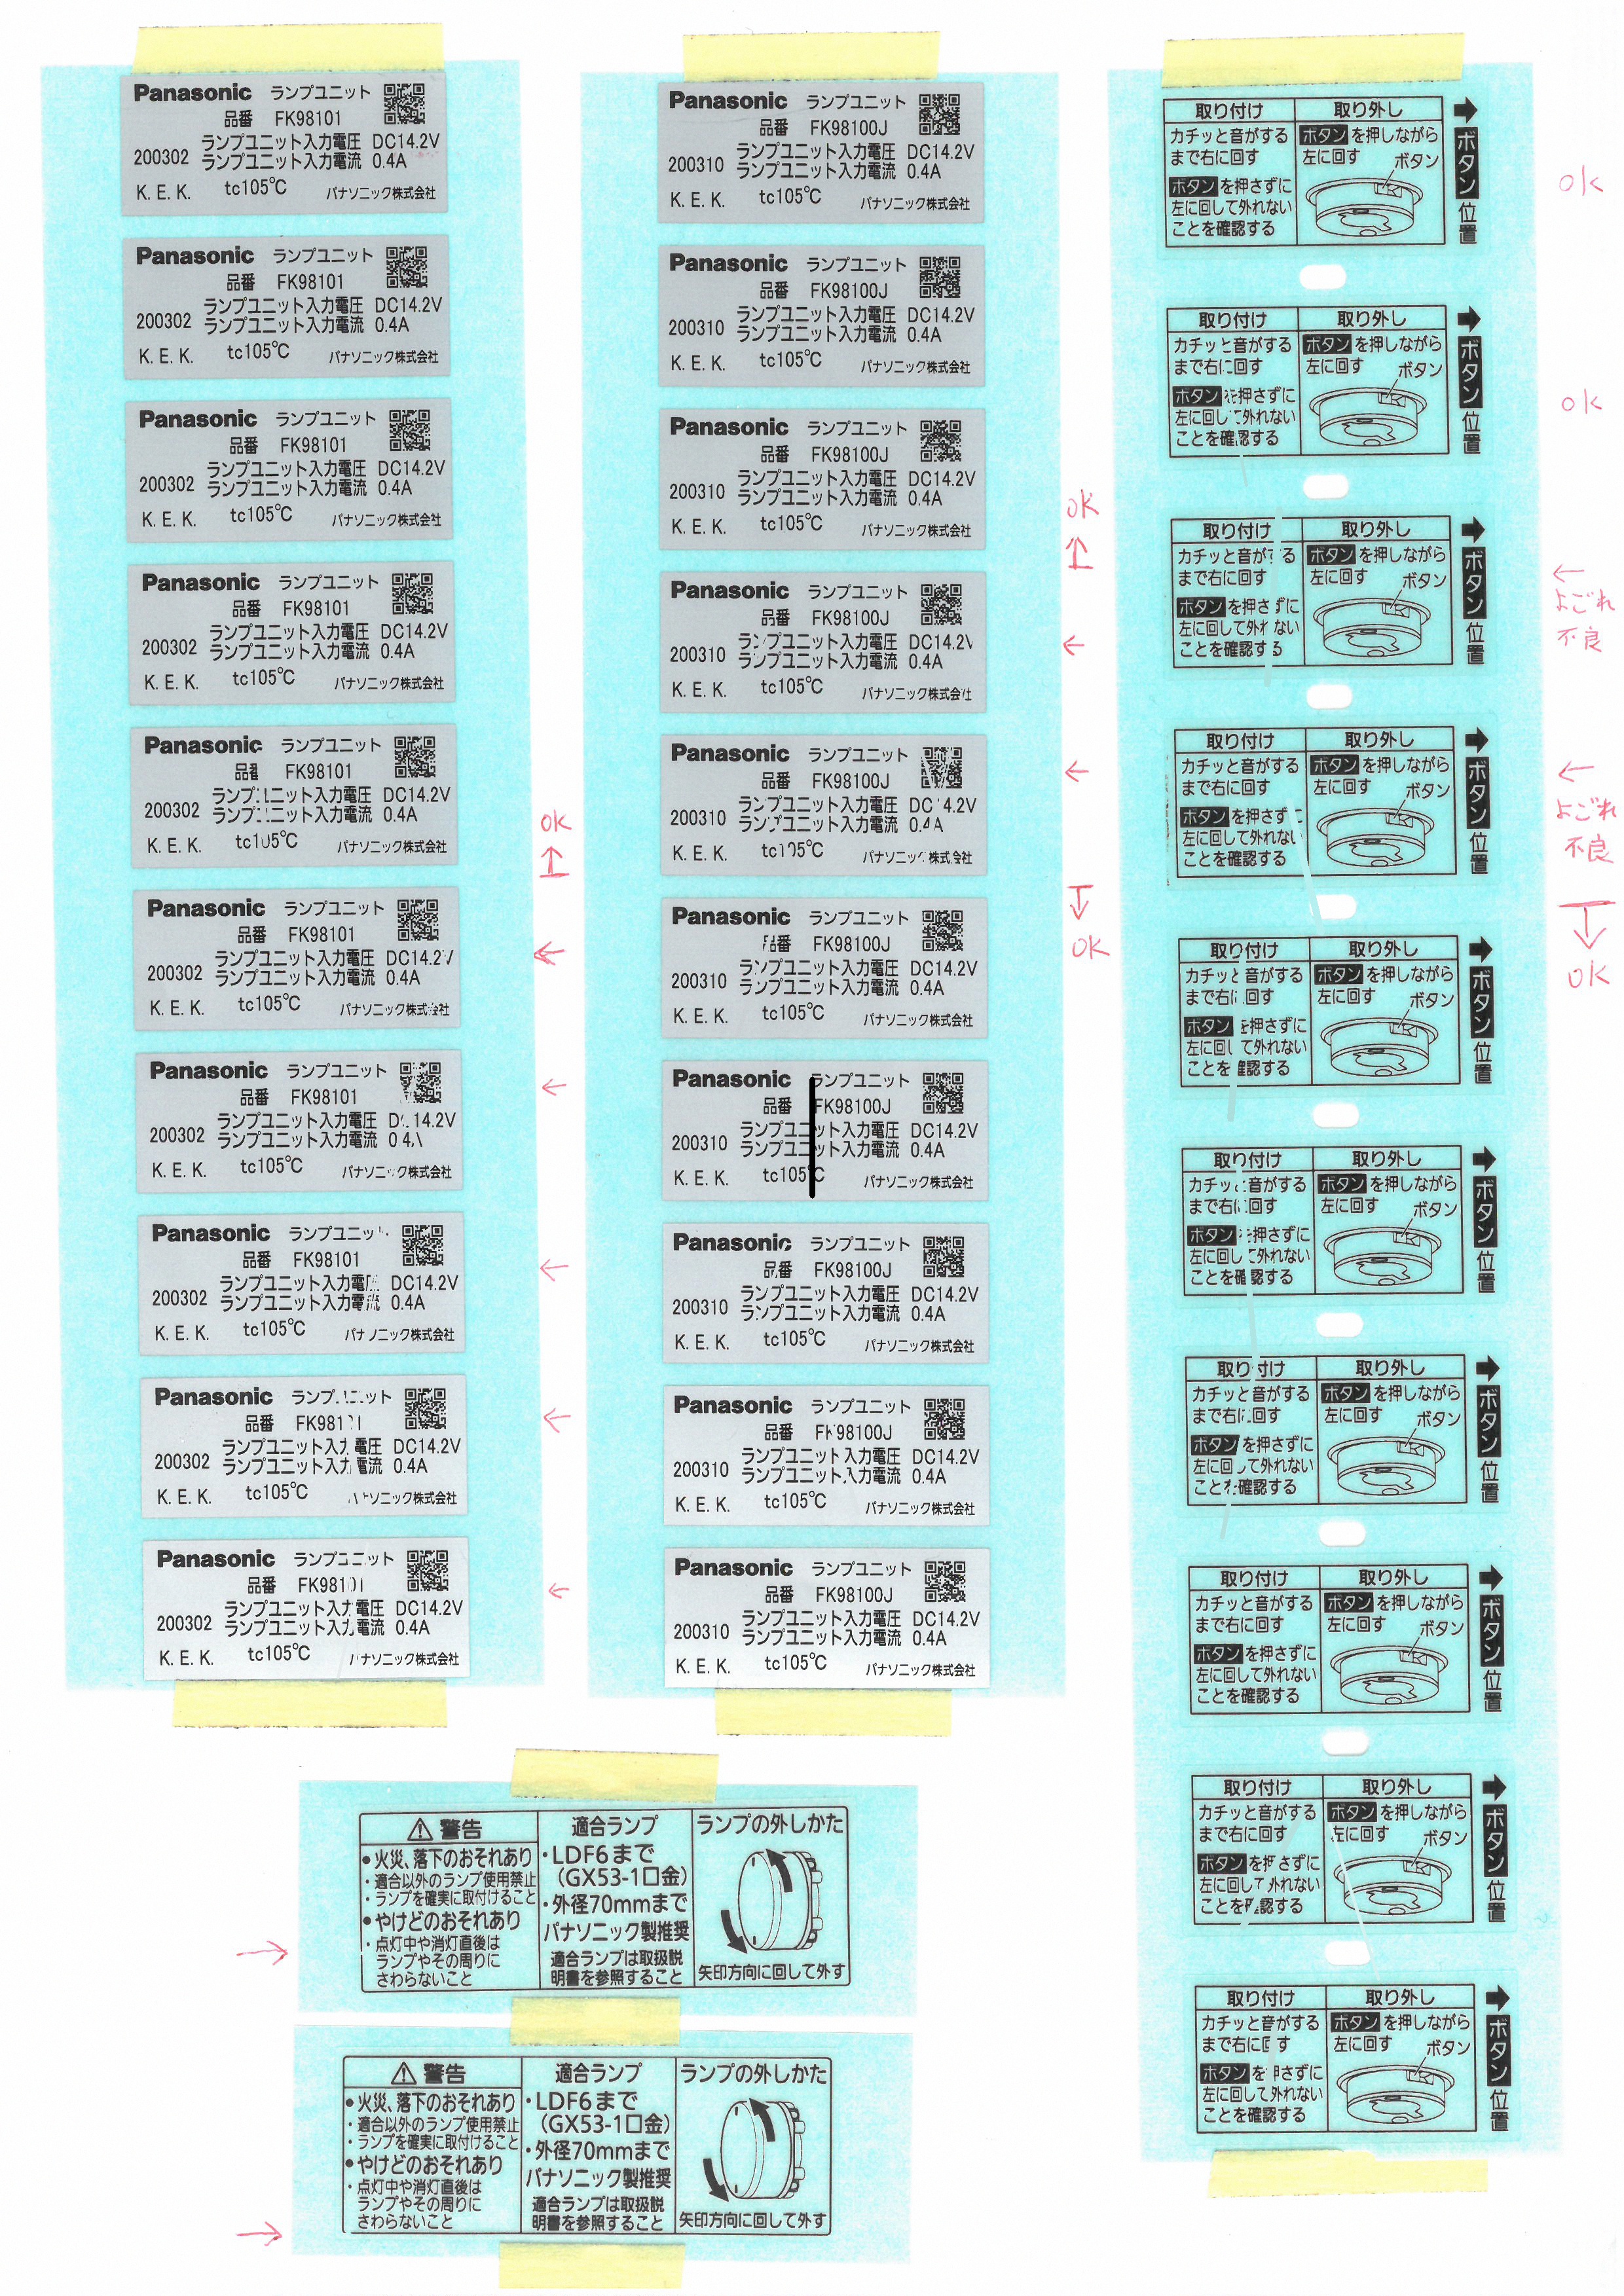 Panasonic ランプユニット
品番 FK98101
ランプユニット入力電圧 DC14.2V
200302 ランプユニット入力電流 0.4A
K. E. K. tc105℃ パナソニック株式会社
Panasonic ランプユニット
品番 FK98101
ランプユニット入力電圧 DC14.2V
200302 ランプユニット入力電流 0.4A
K. E. K. tc105℃ パナソニック株式会社
Panasonic ランプユニット
品番 FK98101
ランプユニット入力電圧 DC14.2V
200302 ランプユニット入力電流 0.4A
K. E. K. tc105℃ パナソニック株式会社
Panasonic ランプユニット
品番 FK98101
ランプユニット入力電圧 DC14.2V
200302 ランプユニット入力電流 0.4A
K. E. K. tc105℃ パナソニック株式会社
Panasonic ランプユニット
品番 FK98101
ランプユニット入力電圧 DC14.2V
200302 ランプユニット入力電流 0.4A
K. E. K. tc105℃ パナソニック株式会社
OK
↑
Panasonic ランプユニット
品番 FK98101
ランプユニット入力電圧 DC14.2V
200302 ランプユニット入力電流 0.4A
K. E. K. tc105℃ パナソニック株式会社
←
Panasonic ランプユニット
品番 FK98101
ランプユニット入力電圧 DC14.2V
200302 ランプユニット入力電流 0.4A
K. E. K. tc105℃ パナソニック株式会社
←
Panasonic ランプユニット
品番 FK98101
ランプユニット入力電圧 DC14.2V
200302 ランプユニット入力電流 0.4A
K. E. K. tc105℃ パナソニック株式会社
←
Panasonic ランプユニット
品番 FK98101
ランプユニット入力電圧 DC14.2V
200302 ランプユニット入力電流 0.4A
K. E. K. tc105℃ パナソニック株式会社
←
Panasonic ランプユニット
品番 FK98101
ランプユニット入力電圧 DC14.2V
200302 ランプユニット入力電流 0.4A
K. E. K. tc105℃ パナソニック株式会社
←
Panasonic ランプユニット
品番 FK98100J
ランプユニット入力電圧 DC14.2V
200310 ランプユニット入力電流 0.4A
K. E. K. tc105℃ パナソニック株式会社
Panasonic ランプユニット
品番 FK98100J
ランプユニット入力電圧 DC14.2V
200310 ランプユニット入力電流 0.4A
K. E. K. tc105℃ パナソニック株式会社
Panasonic ランプユニット
品番 FK98100J
ランプユニット入力電圧 DC14.2V
200310 ランプユニット入力電流 0.4A
K. E. K. tc105℃ パナソニック株式会社
OK
↑
Panasonic ランプユニット
品番 FK98100J
ランプユニット入力電圧 DC14.2V
200310 ランプユニット入力電流 0.4A
K. E. K. tc105℃ パナソニック株式会社
←
Panasonic ランプユニット
品番 FK98100J
ランプユニット入力電圧 DC14.2V
200310 ランプユニット入力電流 0.4A
K. E. K. tc105℃ パナソニック株式会社
←
↓
OK
Panasonic ランプユニット
品番 FK98100J
ランプユニット入力電圧 DC14.2V
200310 ランプユニット入力電流 0.4A
K. E. K. tc105℃ パナソニック株式会社
Panasonic ランプユニット
品番 FK98100J
ランプユニット入力電圧 DC14.2V
200310 ランプユニット入力電流 0.4A
K. E. K. tc105℃ パナソニック株式会社
Panasonic ランプユニット
品番 FK98100J
ランプユニット入力電圧 DC14.2V
200310 ランプユニット入力電流 0.4A
K. E. K. tc105℃ パナソニック株式会社
Panasonic ランプユニット
品番 FK98100J
ランプユニット入力電圧 DC14.2V
200310 ランプユニット入力電流 0.4A
K. E. K. tc105℃ パナソニック株式会社
Panasonic ランプユニット
品番 FK98100J
ランプユニット入力電圧 DC14.2V
200310 ランプユニット入力電流 0.4A
K. E. K. tc105℃ パナソニック株式会社
取り付け
カチッと音がする
まで右に回す
ボタンを押さずに
左に回して外れない
ことを確認する
取り外し
ボタンを押しながら
左に回す ボタン
➡ボタン位置
OK
取り付け
カチッと音がする
まで右に回す
ボタンを押さずに
左に回して外れない
ことを確認する
取り外し
ボタンを押しながら
左に回す ボタン
➡ボタン位置
OK
取り付け
カチッと音がする
まで右に回す
ボタンを押さずに
左に回して外れない
ことを確認する
取り外し
ボタンを押しながら
左に回す ボタン
➡ボタン位置
←
よごれ
不良
取り付け
カチッと音がする
まで右に回す
ボタンを押さずに
左に回して外れない
ことを確認する
取り外し
ボタンを押しながら
左に回す ボタン
➡ボタン位置
←
よごれ
不良
↓
OK
取り付け
カチッと音がする
まで右に回す
ボタンを押さずに
左に回して外れない
ことを確認する
取り外し
ボタンを押しながら
左に回す ボタン
➡ボタン位置
取り付け
カチッと音がする
まで右に回す
ボタンを押さずに
左に回して外れない
ことを確認する
取り外し
ボタンを押しながら
左に回す ボタン
➡ボタン位置
取り付け
カチッと音がする
まで右に回す
ボタンを押さずに
左に回して外れない
ことを確認する
取り外し
ボタンを押しながら
左に回す ボタン
➡ボタン位置
取り付け
カチッと音がする
まで右に回す
ボタンを押さずに
左に回して外れない
ことを確認する
取り外し
ボタンを押しながら
左に回す ボタン
➡ボタン位置
取り付け
カチッと音がする
まで右に回す
ボタンを押さずに
左に回して外れない
ことを確認する
取り外し
ボタンを押しながら
左に回す ボタン
➡ボタン位置
取り付け
カチッと音がする
まで右に回す
ボタンを押さずに
左に回して外れない
ことを確認する
取り外し
ボタンを押しながら
左に回す ボタン
➡ボタン位置
→
⚠ 警告
●火災、落下のおそれあり
・適合以外のランプ使用禁止
・ランプを確実に取付けること
●やけどのおそれあり
・点灯中や消灯直後は
ランプやその周りに
さわらないこと
適合ランプ
・LDF6まで
(GX53-1口金)
・外径70mmまで
パナソニック製推奨
適合ランプは取扱説
明書を参照すること
ランプの外しかた
矢印方向に回して外す
→
⚠ 警告
●火災、落下のおそれあり
・適合以外のランプ使用禁止
・ランプを確実に取付けること
●やけどのおそれあり
・点灯中や消灯直後は
ランプやその周りに
さわらないこと
適合ランプ
・LDF6まで
(GX53-1口金)
・外径70mmまで
パナソニック製推奨
適合ランプは取扱説
明書を参照すること
ランプの外しかた
矢印方向に回して外す